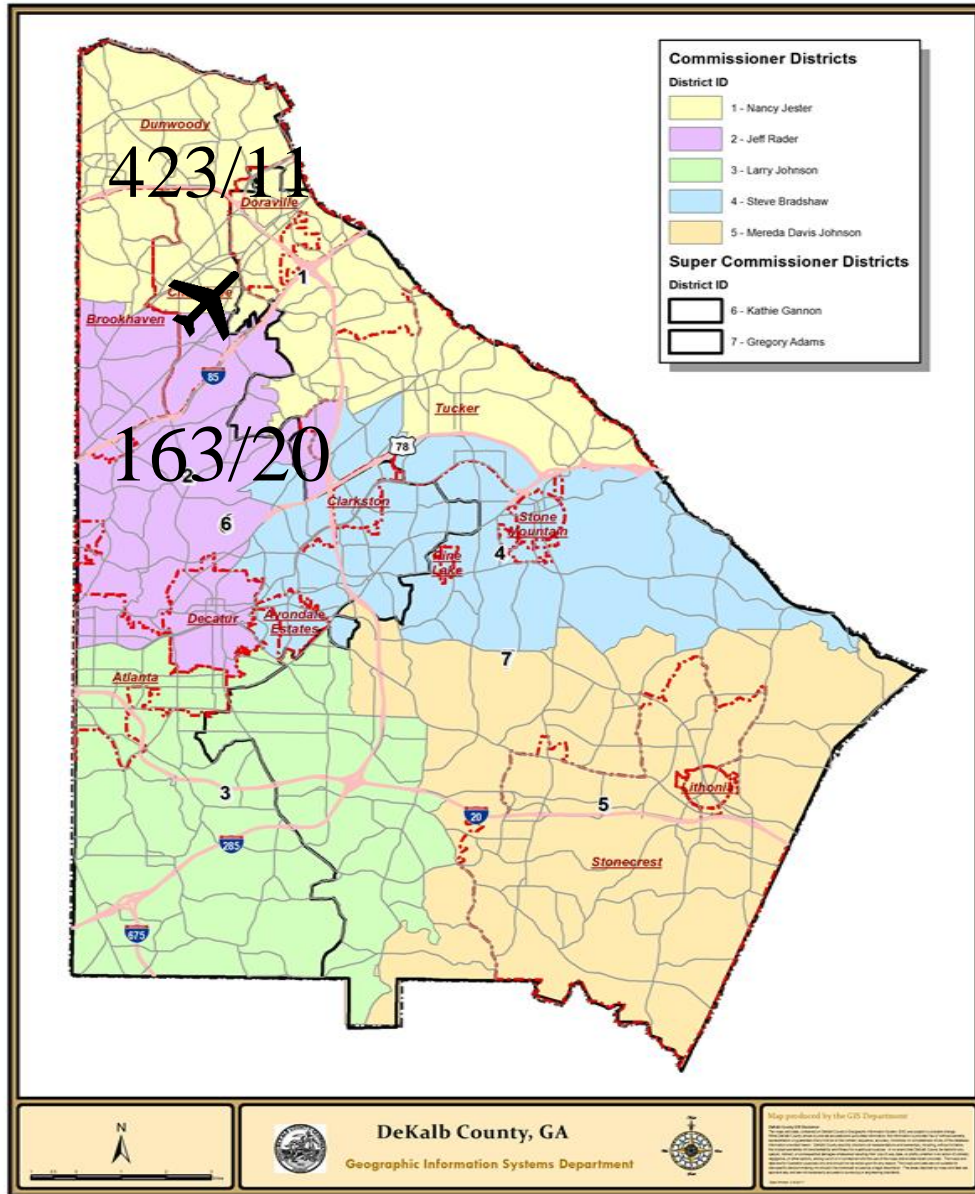 Commissioner Districts
District ID
1 - Nancy Jester
2 - Jeff Rader
3 - Larry Johnson
4 - Steve Bradshaw
5 - Mereda Davis Johnson
Super Commissioner Districts
District ID
6 - Kathie Gannon
7 - Gregory Adams
Dunwoody
423/11
Doraville
1
Brookhaven
85
Tucker
163/20
78
2
Clarkston
6
Stone
Mountain
4
Lake
Decatur
Avondale
Estates
7
Atlanta
3
5
20
285
Stonecrest
675
N
DeKalb County, GA
Geographic Information Systems Department
Map produced by the GIS Department